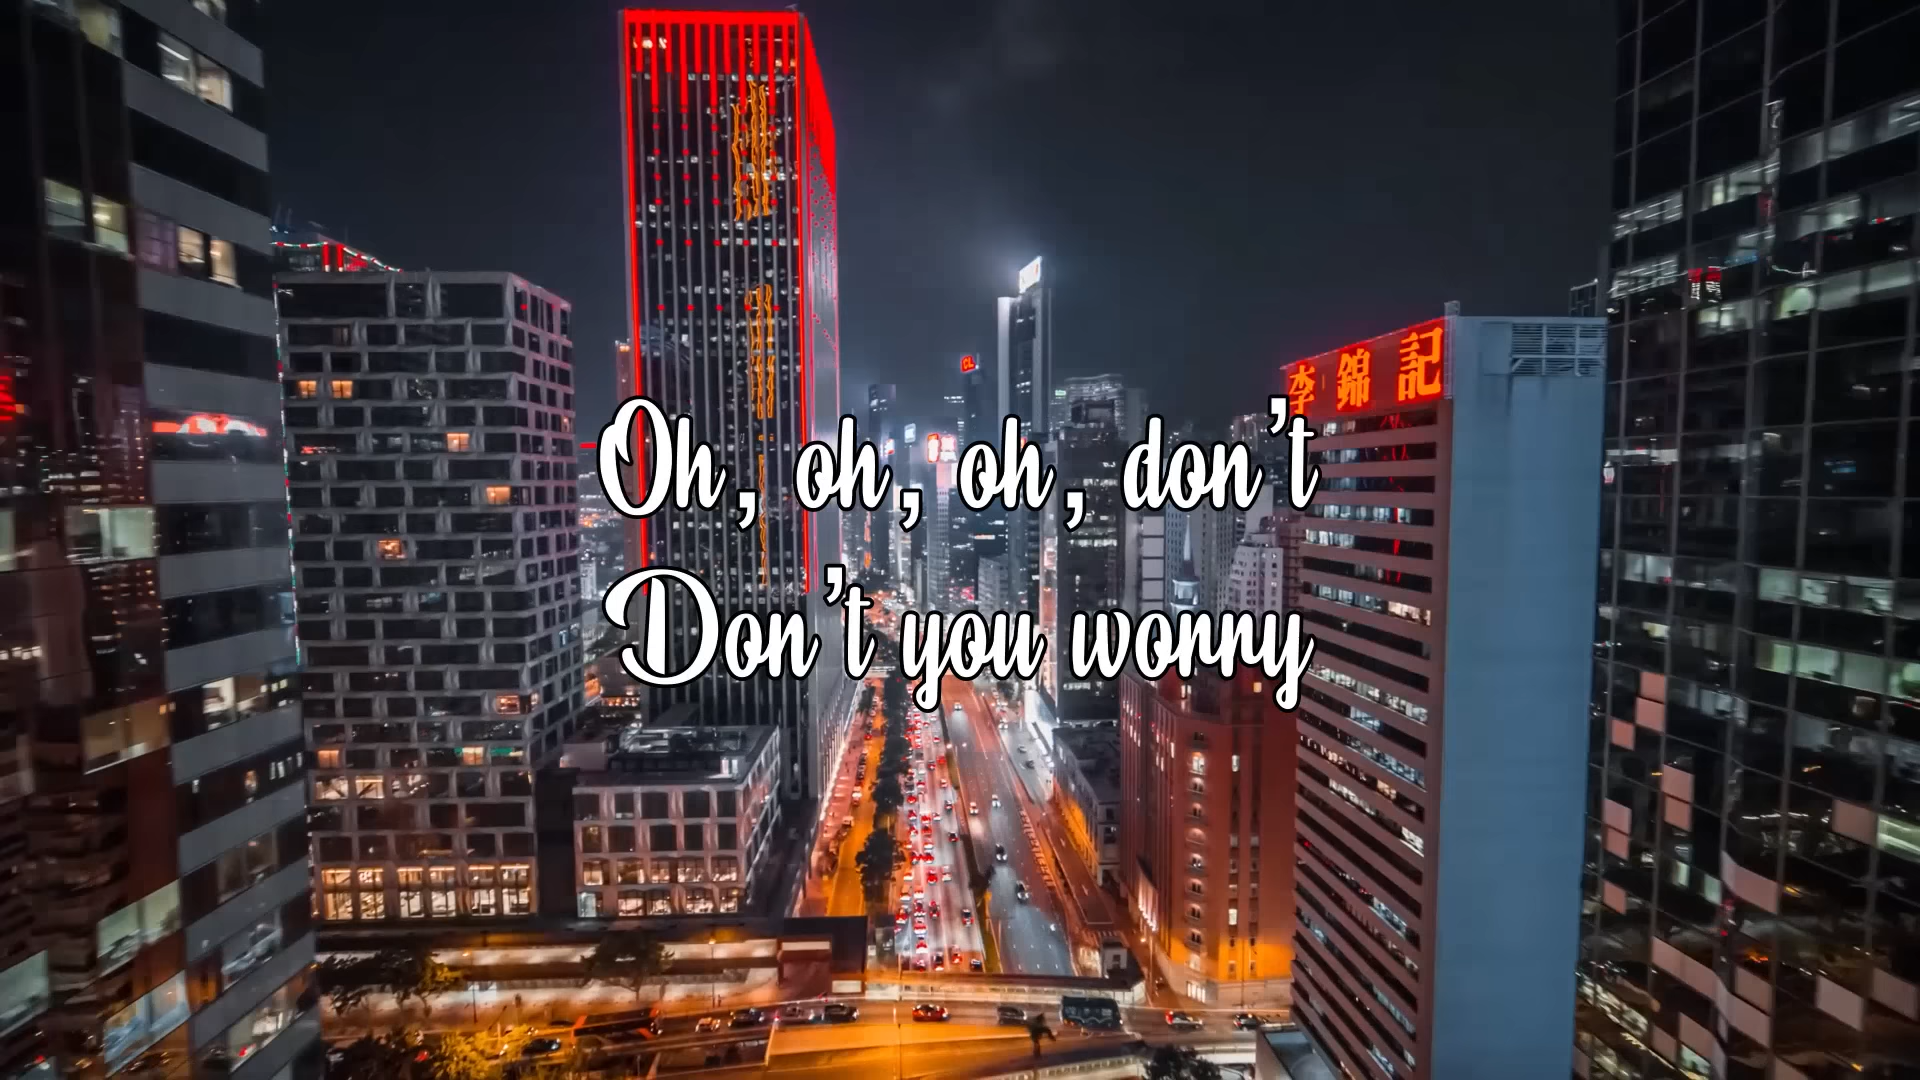 李錦記
Oh, oh, oh, don't
Don't you worry